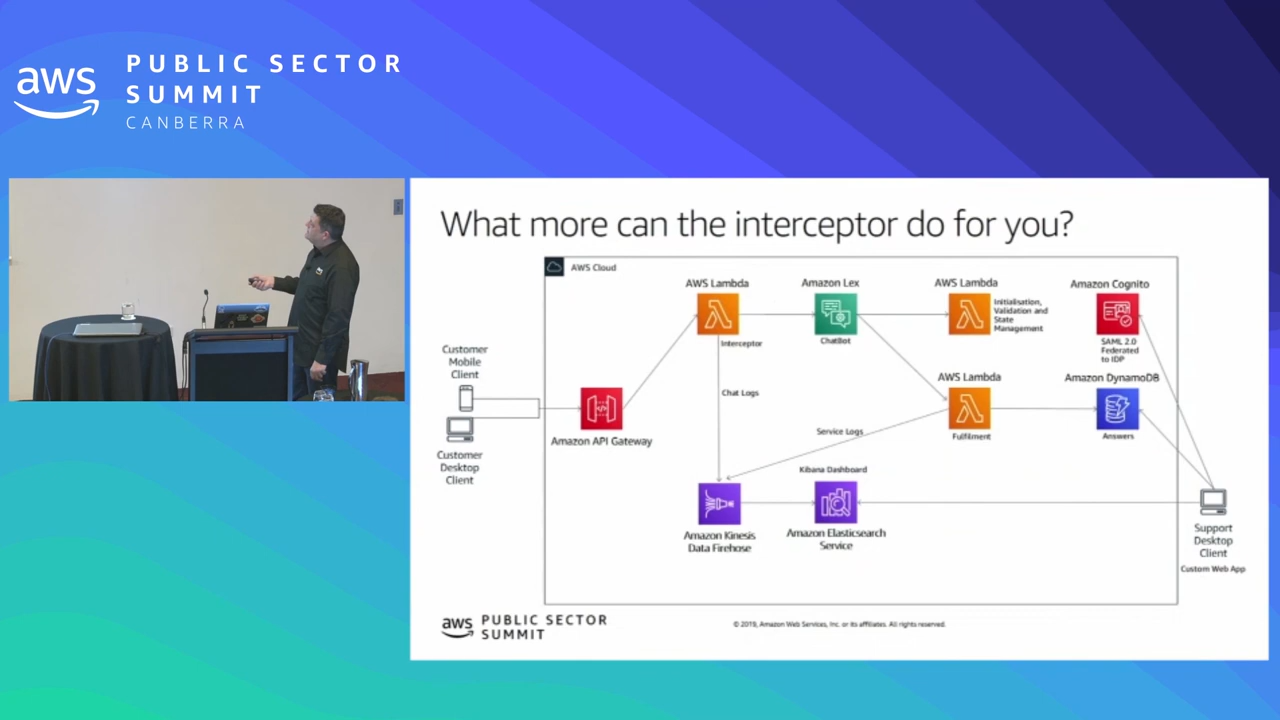 aws
PUBLIC SECTOR
SUMMIT
CANBERRA
What more can the interceptor do for you?
AWS Cloud
AWS Lambda
Interceptor
Amazon Lex
ChatBot
AWS Lambda
Initialisation,
Validation and
State
Management
Amazon Cognito
SAML 2.0
Federated
to IDP
Customer
Mobile
Client
Customer
Desktop
Client
Amazon API Gateway
Chat Logs
AWS Lambda
Fulfilment
Amazon DynamoDB
Answers
Service Logs
Kibana Dashboard
Amazon Kinesis
Data Firehose
Amazon Elasticsearch
Service
Support
Desktop
Client
Custom Web App
aws
PUBLIC SECTOR
SUMMIT
© 2019, Amazon Web Services, Inc. or its affiliates. All rights reserved.